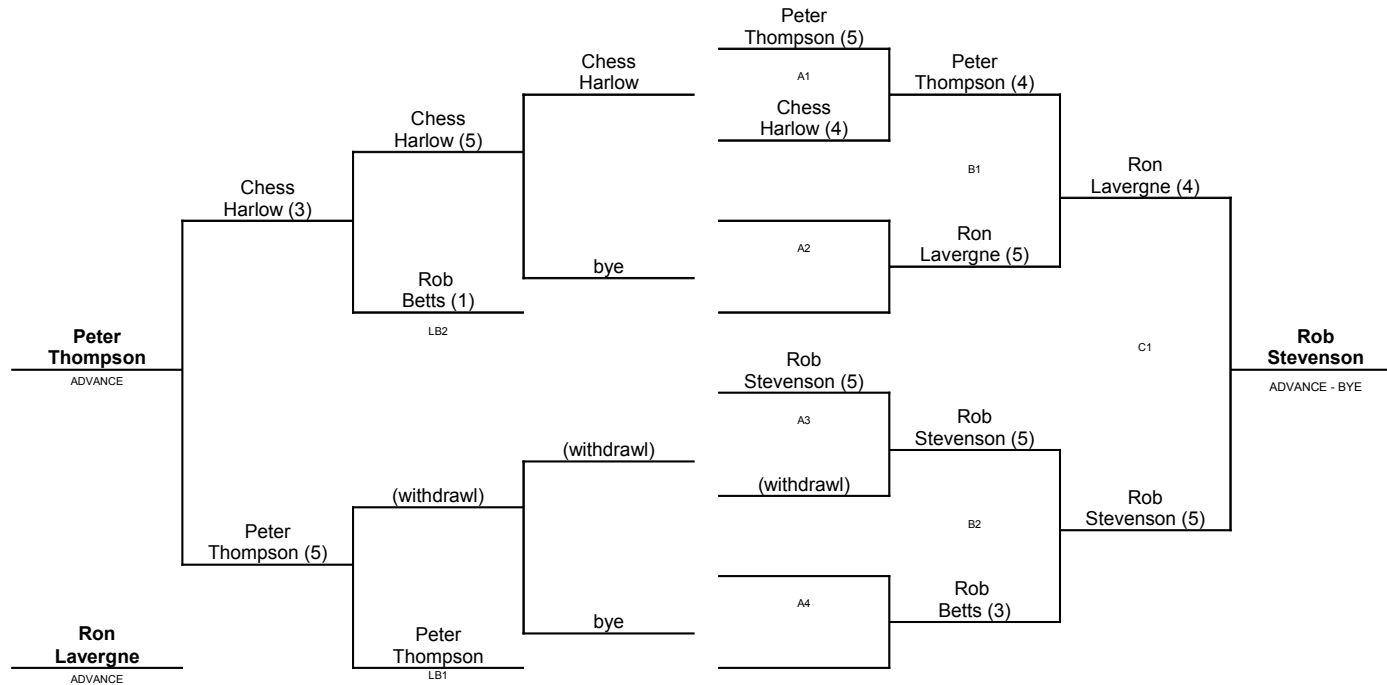 Peter
Thompson (5)
Chess
Harlow
A1
Peter
Thompson (4)
Chess
Harlow (5)
Chess
Harlow (4)
B1
Ron
Lavergne (4)
Chess
Harlow (3)
A2
Ron
Lavergne (5)
bye
Rob
Betts (1)
LB2
Peter
Thompson
ADVANCE
C1
Rob
Stevenson
ADVANCE - BYE
Rob
Stevenson (5)
A3
Rob
Stevenson (5)
(withdrawl)
(withdrawl)
(withdrawl)
Rob
Stevenson (5)
B2
Peter
Thompson (5)
A4
Rob
Betts (3)
bye
Ron
Lavergne
ADVANCE
Peter
Thompson
LB1